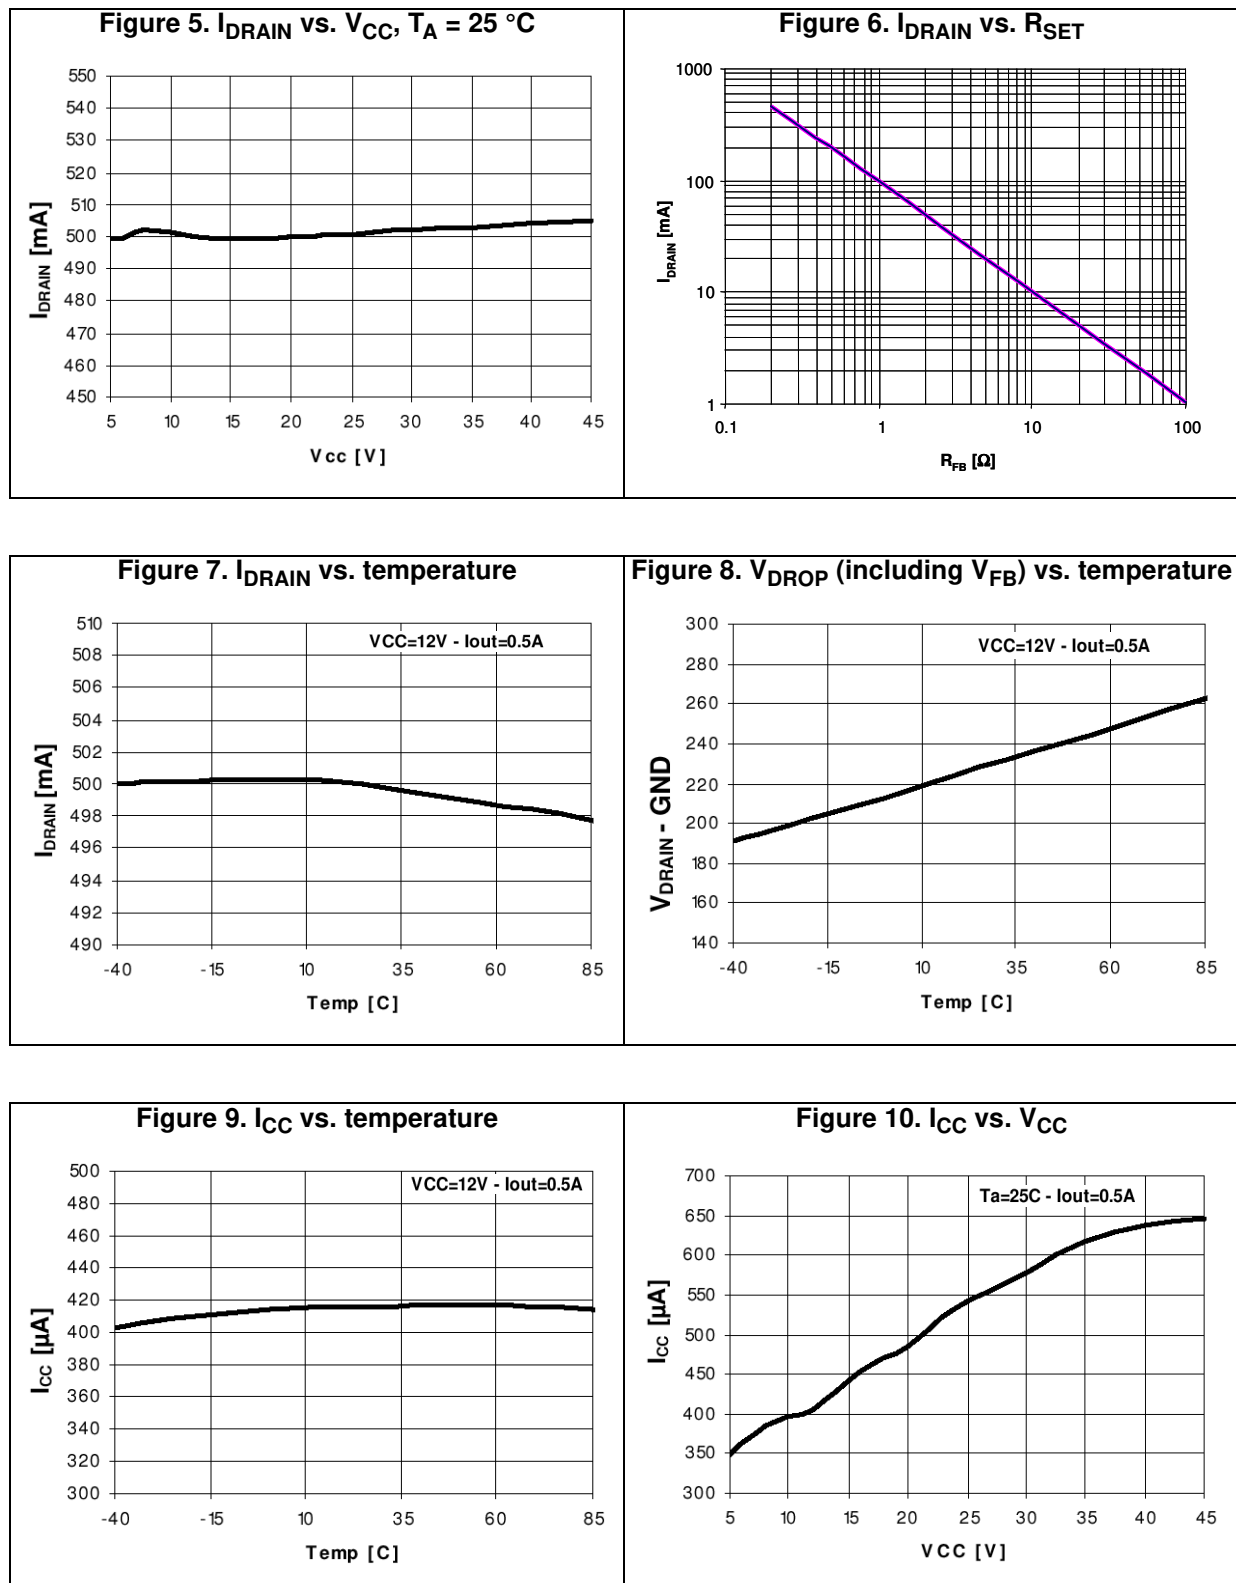 Figure 5. IDRAIN vs. VCC, TA = 25 °C
550
540
530
520
510
500
490
480
470
460
450
IDRAIN [mA]
5 10 15 20 25 30 35 40 45
Vcc [V]
Figure 6. IDRAIN vs. RSET
1000
100
10
1
IDRAIN [mA]
0.1 1 10 100
RFB [Ω]
Figure 7. IDRAIN vs. temperature
VCC=12V - Iout=0.5A
510
508
506
504
502
500
498
496
494
492
490
IDRAIN [mA]
-40 -15 10 35 60 85
Temp [C]
Figure 8. VDROP (including VFB) vs. temperature
VCC=12V - Iout=0.5A
300
280
260
240
220
200
180
160
140
VDRAIN - GND
-40 -15 10 35 60 85
Temp [C]
Figure 9. ICC vs. temperature
VCC=12V - Iout=0.5A
500
480
460
440
420
400
380
360
340
320
300
ICC [µA]
-40 -15 10 35 60 85
Temp [C]
Figure 10. ICC vs. VCC
Ta=25C - Iout=0.5A
700
650
600
550
500
450
400
350
300
ICC [µA]
5 10 15 20 25 30 35 40 45
VCC [V]